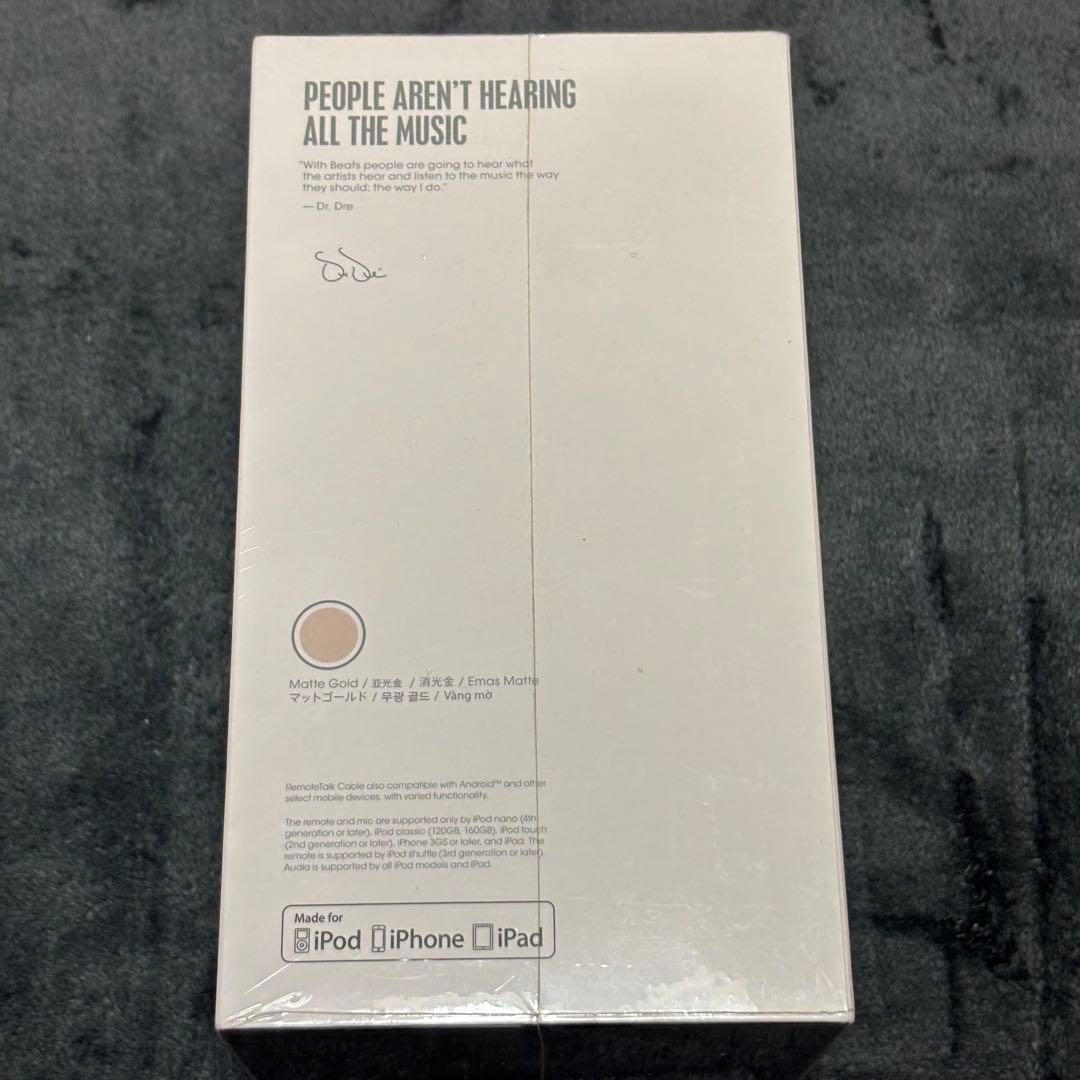 PEOPLE AREN'T HEARING
ALL THE MUSIC
"With Beats people are going to hear what
the artists hear and listen to the music the way
they should: the way I do."
— Dr. Dre
Matte Gold / 亚光金 / 消光金 / Emas Matte
マットゴールド / 무광 골드 / Vàng mờ
RemoteTalk Cable also compatible with Android™ and other
select mobile devices, with varied functionality.
The remote and mic are supported only by iPod nano (4th
generation or later), iPod classic (120GB, 160GB), iPod touch
(2nd generation or later), iPhone 3GS or later, and iPad. The
remote is supported by iPod shuffle (3rd generation or later).
Audio is supported by all iPod models and iPad.
Made for
iPod iPhone iPad